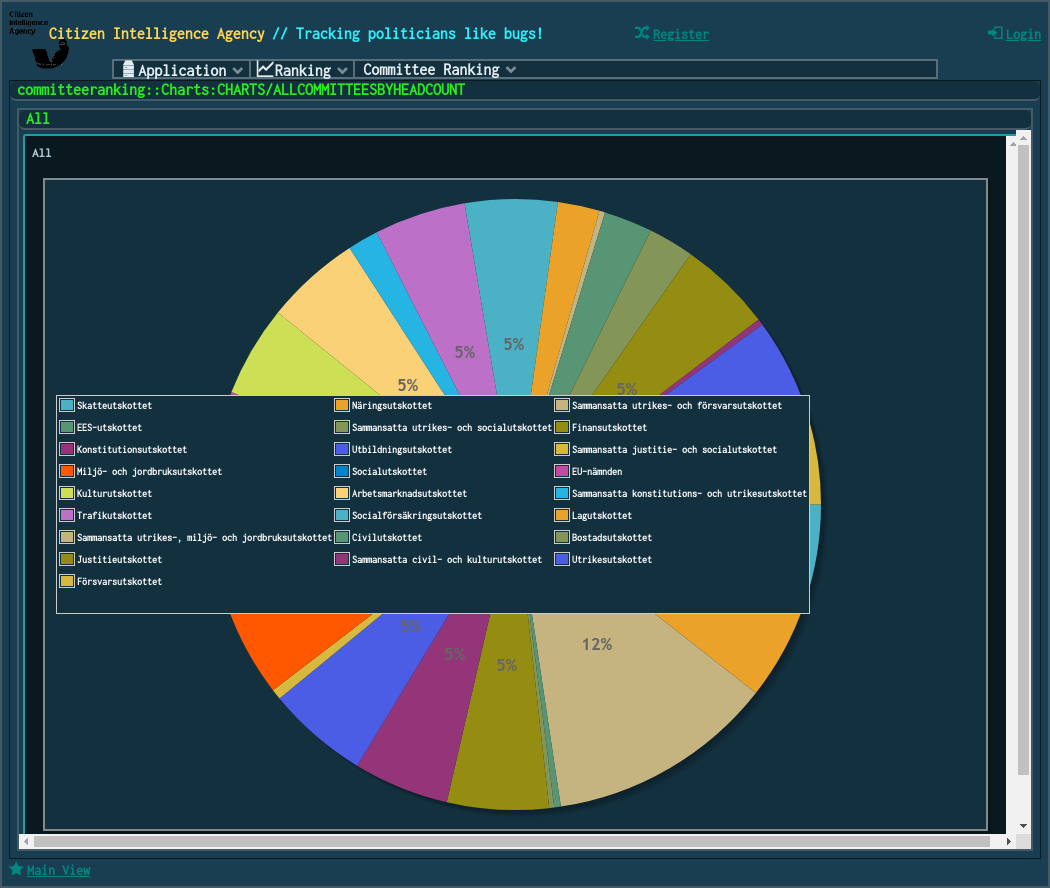 Citizen
Intelligence
Agency
Citizen Intelligence Agency // Tracking politicians like bugs!
Register
Login
Application
Ranking
Committee Ranking
committeeranking::Charts:CHARTS/ALLCOMMITTEESBYHEADCOUNT
All
All
5%
5%
5%
5%
Skatteutskottet
Näringsutskottet
Sammansatta utrikes- och försvarsutskottet
EES-utskottet
Sammansatta utrikes- och socialutskottet
Finansutskottet
Konstitutionsutskottet
Utbildningsutskottet
Sammansatta justitie- och socialutskottet
Miljö- och jordbruksutskottet
Socialutskottet
EU-nämnden
Kulturutskottet
Arbetsmarknadsutskottet
Sammansatta konstitutions- och utrikesutskottet
Trafikutskottet
Socialförsäkringsutskottet
Lagutskottet
Sammansatta utrikes-, miljö- och jordbruksutskottet
Civilutskottet
Bostadsutskottet
Justitieutskottet
Sammansatta civil- och kulturutskottet
Utrikesutskottet
Försvarsutskottet
5%
5%
5%
12%
Main View